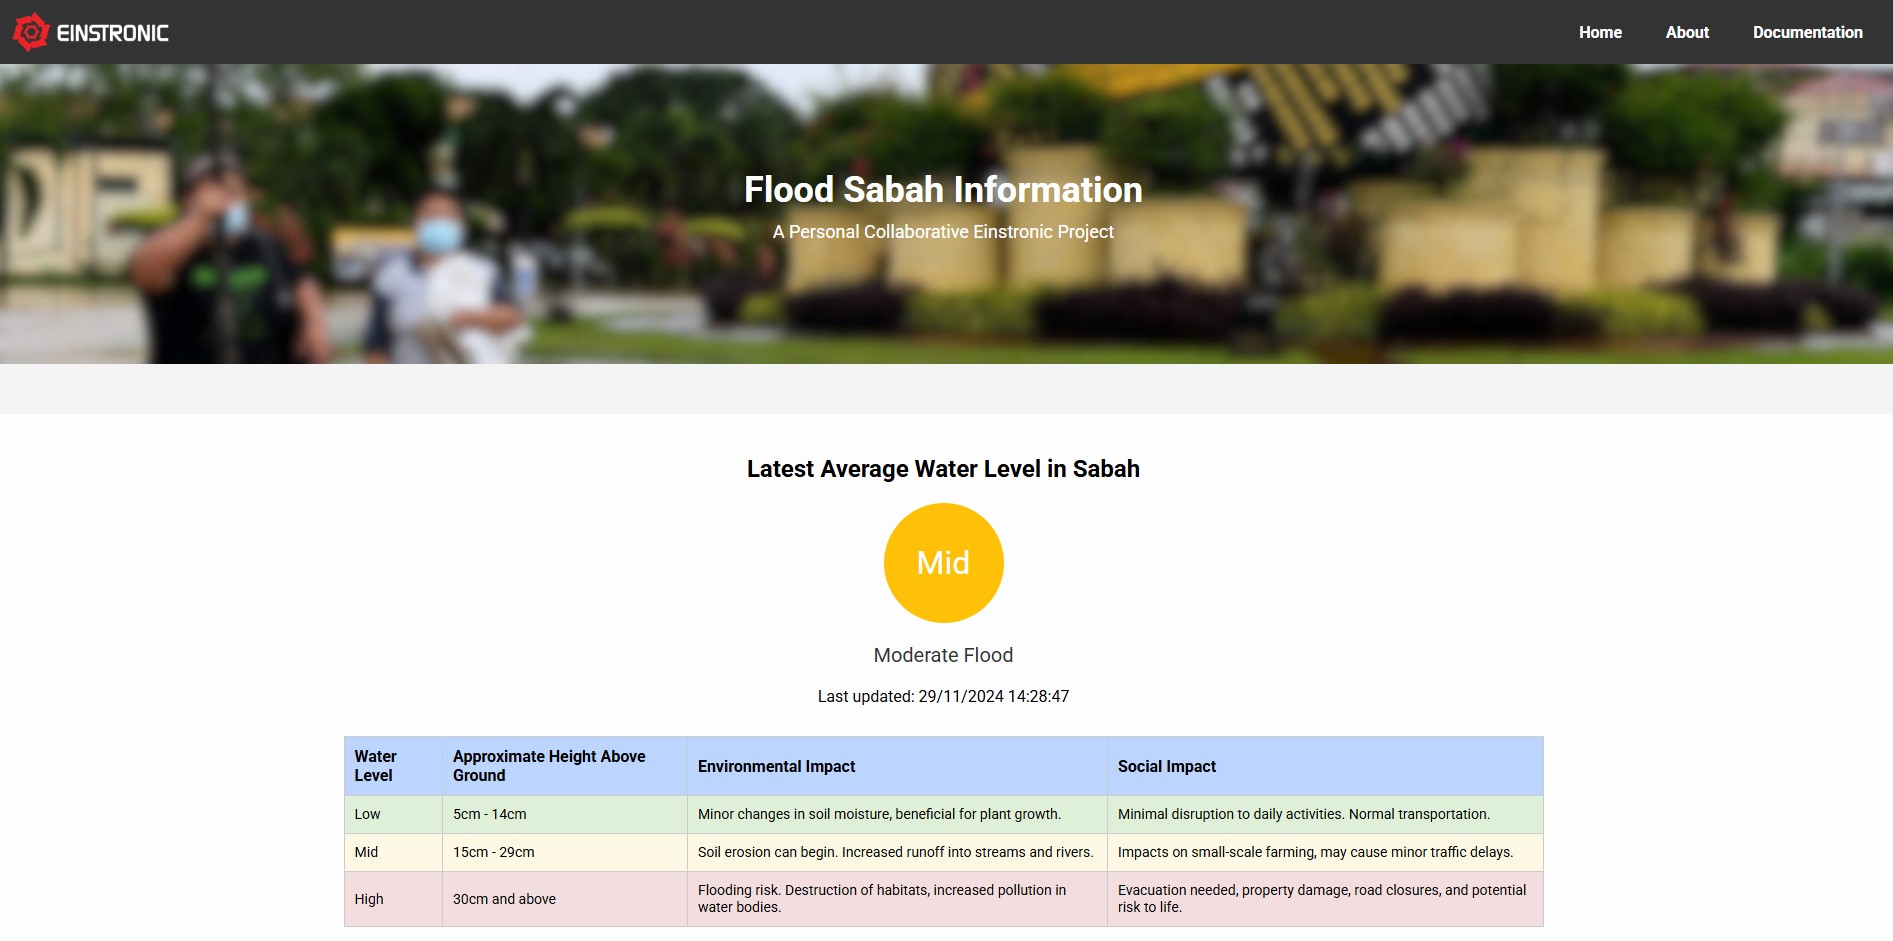 EINSTRONIC
Home About Documentation
Flood Sabah Information
A Personal Collaborative Einstronic Project
Latest Average Water Level in Sabah
Mid
Moderate Flood
Last updated: 29/11/2024 14:28:47
Water Level Approximate Height Above Ground Environmental Impact Social Impact
Low 5cm - 14cm Minor changes in soil moisture, beneficial for plant growth. Minimal disruption to daily activities. Normal transportation.
Mid 15cm - 29cm Soil erosion can begin. Increased runoff into streams and rivers. Impacts on small-scale farming, may cause minor traffic delays.
High 30cm and above Flooding risk. Destruction of habitats, increased pollution in water bodies. Evacuation needed, property damage, road closures, and potential risk to life.